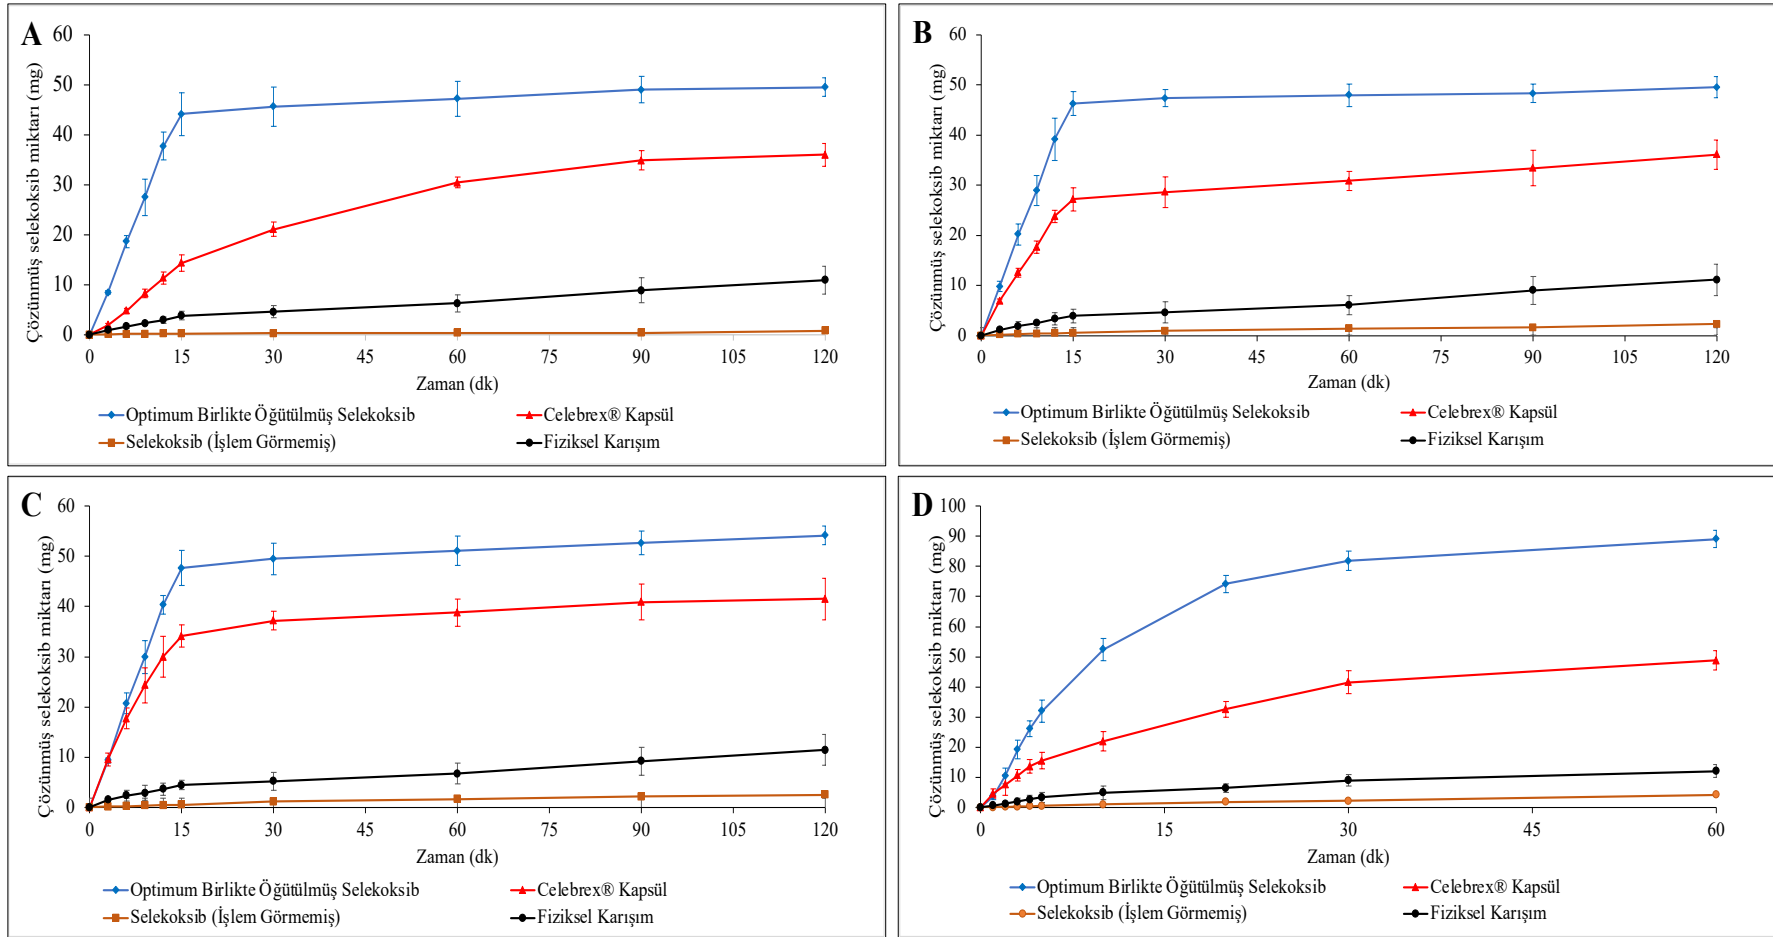 A
Çözünmüş selekoksib miktarı (mg)
60
50
40
30
20
10
0
0 15 30 45 60 75 90 105 120
Zaman (dk)
Optimum Birlikte Öğütülmüş Selekoksib
Celebrex® Kapsül
Selekoksib (İşlem Görmemiş)
Fiziksel Karışım
B
Çözünmüş selekoksib miktarı (mg)
60
50
40
30
20
10
0
0 15 30 45 60 75 90 105 120
Zaman (dk)
Optimum Birlikte Öğütülmüş Selekoksib
Celebrex® Kapsül
Selekoksib (İşlem Görmemiş)
Fiziksel Karışım
C
Çözünmüş selekoksib miktarı (mg)
60
50
40
30
20
10
0
0 15 30 45 60 75 90 105 120
Zaman (dk)
Optimum Birlikte Öğütülmüş Selekoksib
Celebrex® Kapsül
Selekoksib (İşlem Görmemiş)
Fiziksel Karışım
D
Çözünmüş selekoksib miktarı (mg)
100
90
80
70
60
50
40
30
20
10
0
0 15 30 45 60
Zaman (dk)
Optimum Birlikte Öğütülmüş Selekoksib
Celebrex® Kapsül
Selekoksib (İşlem Görmemiş)
Fiziksel Karışım